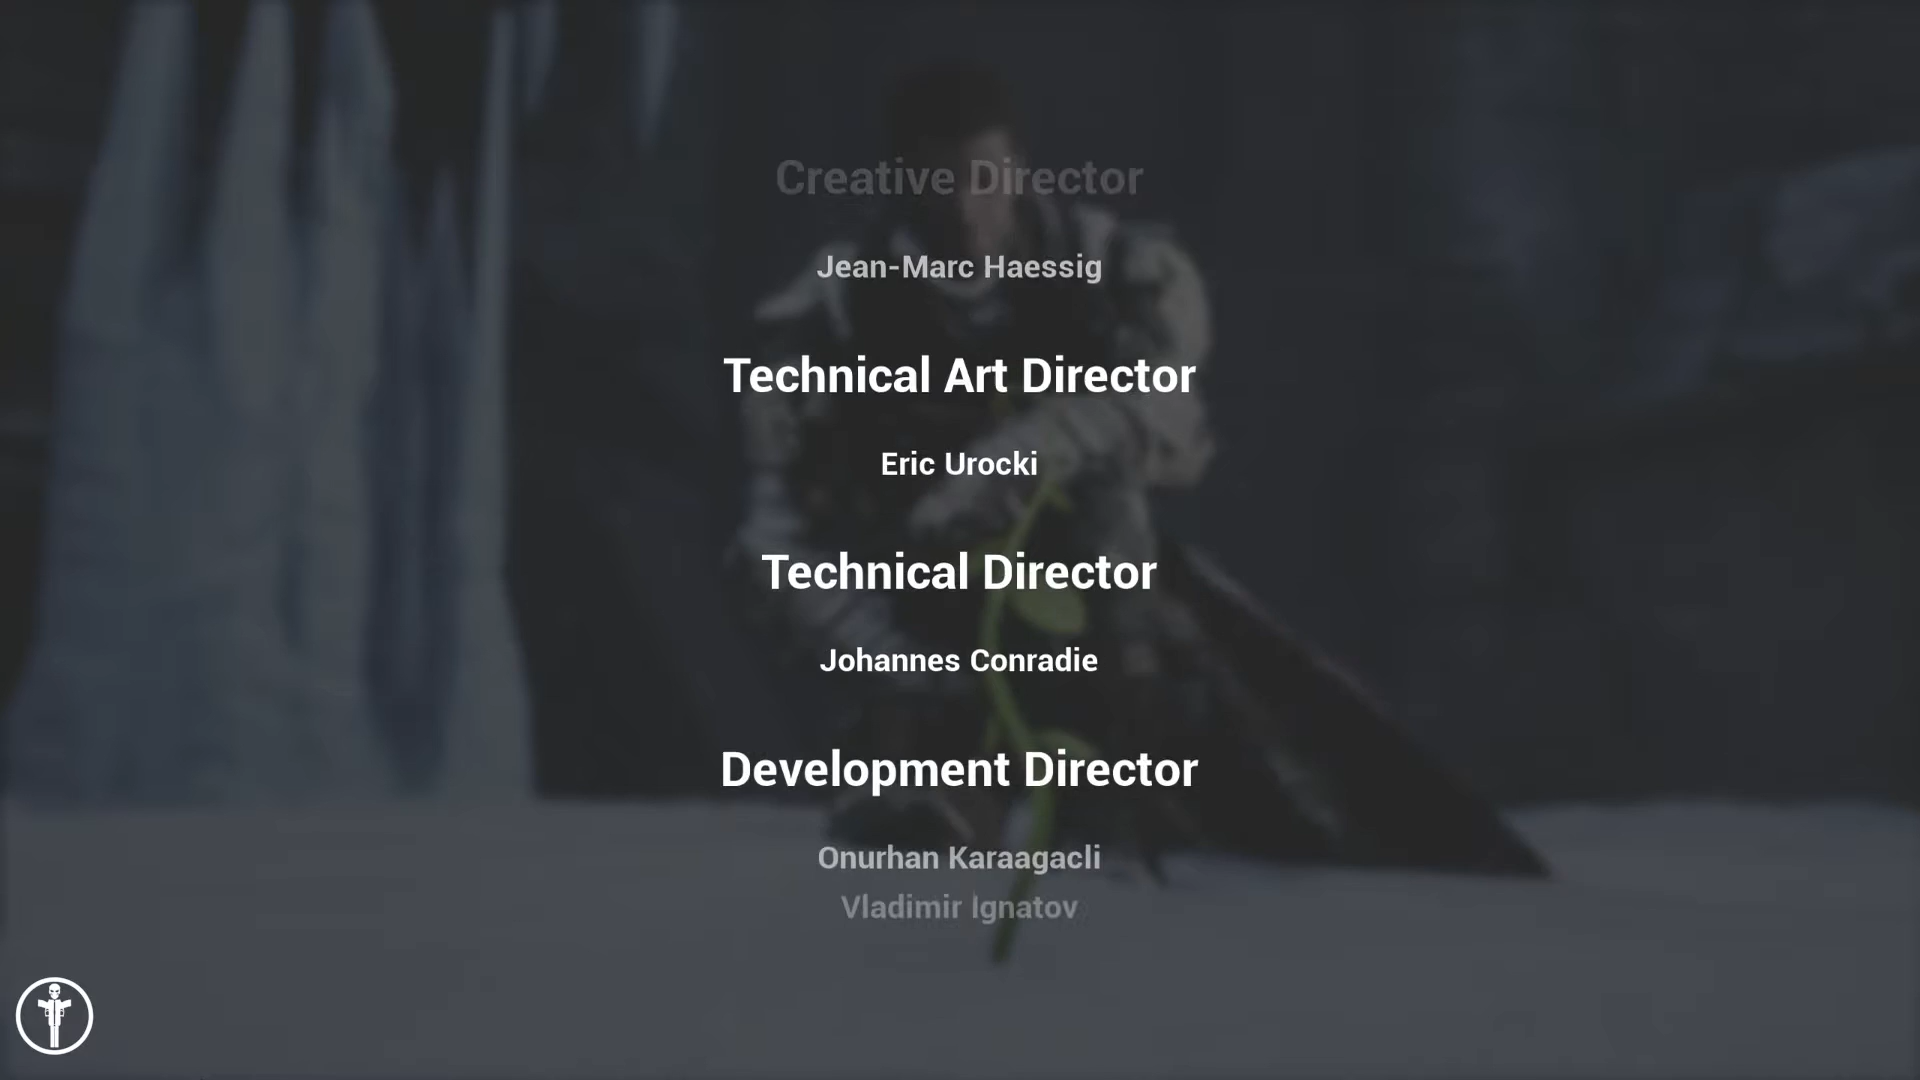 Creative Director
Jean-Marc Haessig
Technical Art Director
Eric Urocki
Technical Director
Johannes Conradie
Development Director
Onurhan Karaagacli
Vladimir Ignatov